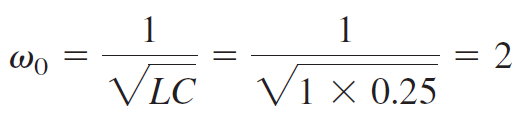 ω₀ = 1/√LC = 1/√1 × 0.25 = 2